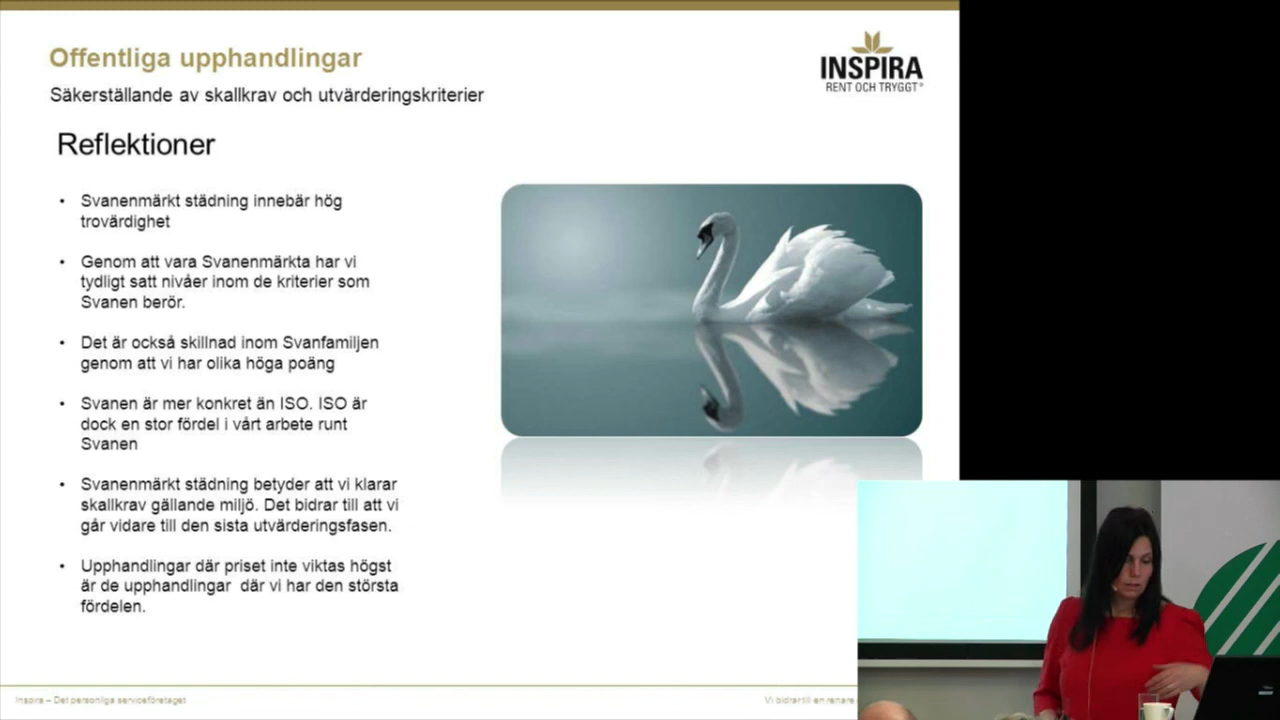 Offentliga upphandlingar
Säkerställande av skallkrav och utvärderingskriterier
INSPIRA
RENT OCH TRYGGT®
Reflektioner
• Svanenmärkt städning innebär hög
trovärdighet
• Genom att vara Svanenmärkta har vi
tydligt satt nivåer inom de kriterier som
Svanen berör.
• Det är också skillnad inom Svanfamiljen
genom att vi har olika höga poäng
• Svanen är mer konkret än ISO. ISO är
dock en stor fördel i vårt arbete runt
Svanen
• Svanenmärkt städning betyder att vi klarar
skallkrav gällande miljö. Det bidrar till att vi
går vidare till den sista utvärderingsfasen.
• Upphandlingar där priset inte viktas högst
är de upphandlingar där vi har den största
fördelen.
Inspira – Det personliga serviceföretaget
Vi bidrar till en renare